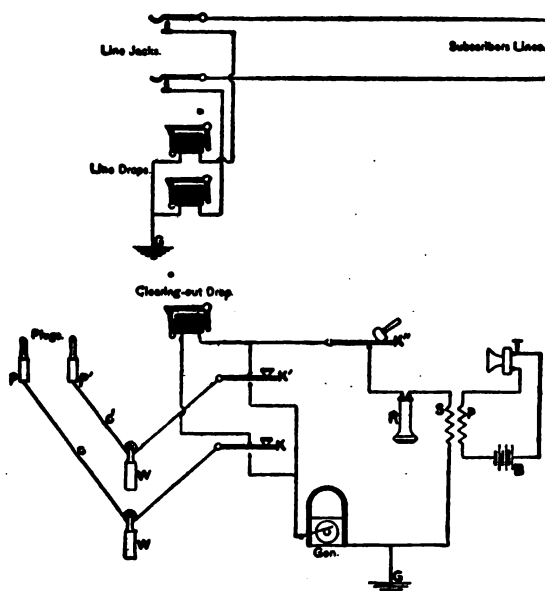 Line Jacks.
Subscribers Lines.
Line Drops.
G
Clearing-out Drop.
Plugs.
K"
P
P'
K'
c
c'
R
S
P
B
K
W
W
Gen.
G